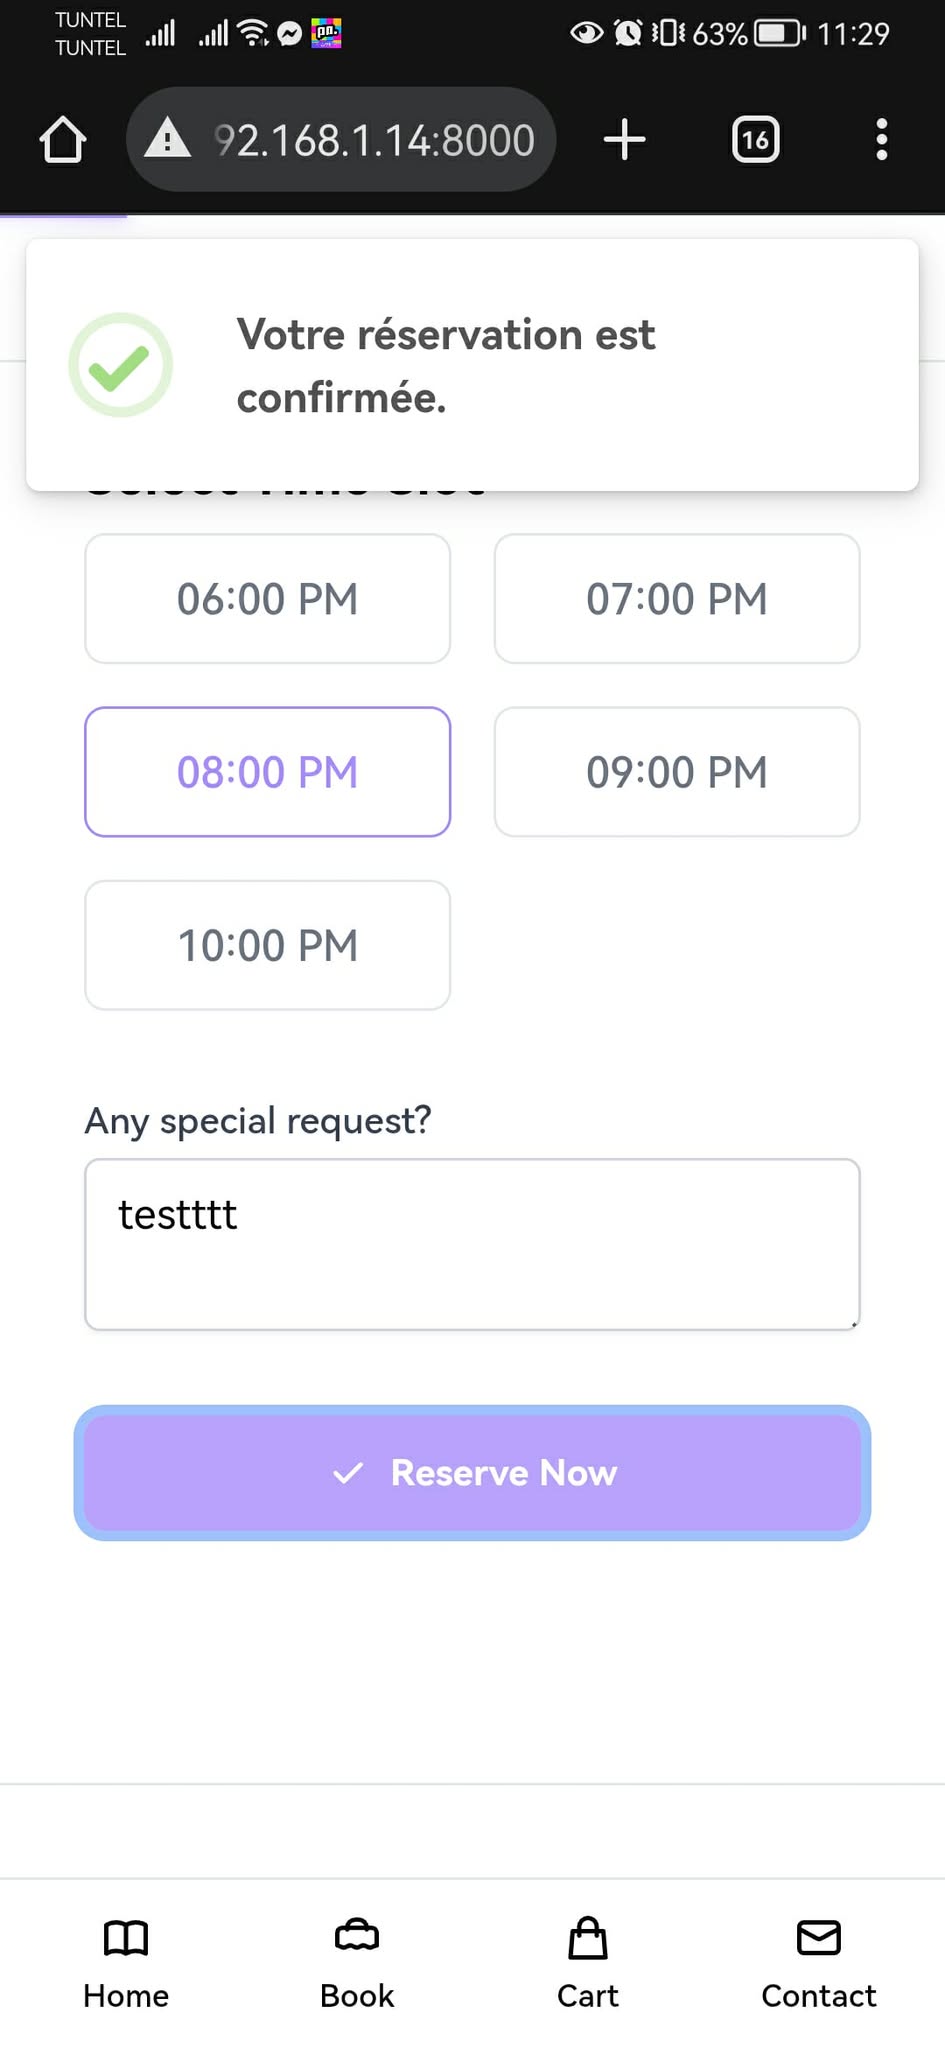 TUNTEL
TUNTEL
63%
11:29
92.168.1.14:8000
16
Votre réservation est
confirmée.
06:00 PM
07:00 PM
08:00 PM
09:00 PM
10:00 PM
Any special request?
testttt
Reserve Now
Home
Book
Cart
Contact